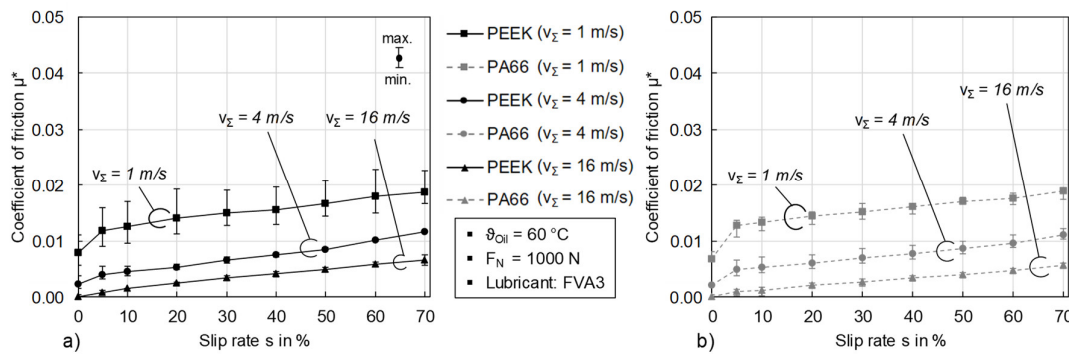 Coefficient of friction μ*
0.05
0.04
0.03
0.02
0.01
0.00
max.
min.
v_Σ = 1 m/s
v_Σ = 4 m/s
v_Σ = 16 m/s
0 10 20 30 40 50 60 70
a) Slip rate s in %
PEEK (v_Σ = 1 m/s)
PA66 (v_Σ = 1 m/s)
PEEK (v_Σ = 4 m/s)
PA66 (v_Σ = 4 m/s)
PEEK (v_Σ = 16 m/s)
PA66 (v_Σ = 16 m/s)
ϑ_Oil = 60 °C
F_N = 1000 N
Lubricant: FVA3
Coefficient of friction μ*
0.05
0.04
0.03
0.02
0.01
0.00
v_Σ = 1 m/s
v_Σ = 4 m/s
v_Σ = 16 m/s
0 10 20 30 40 50 60 70
b) Slip rate s in %